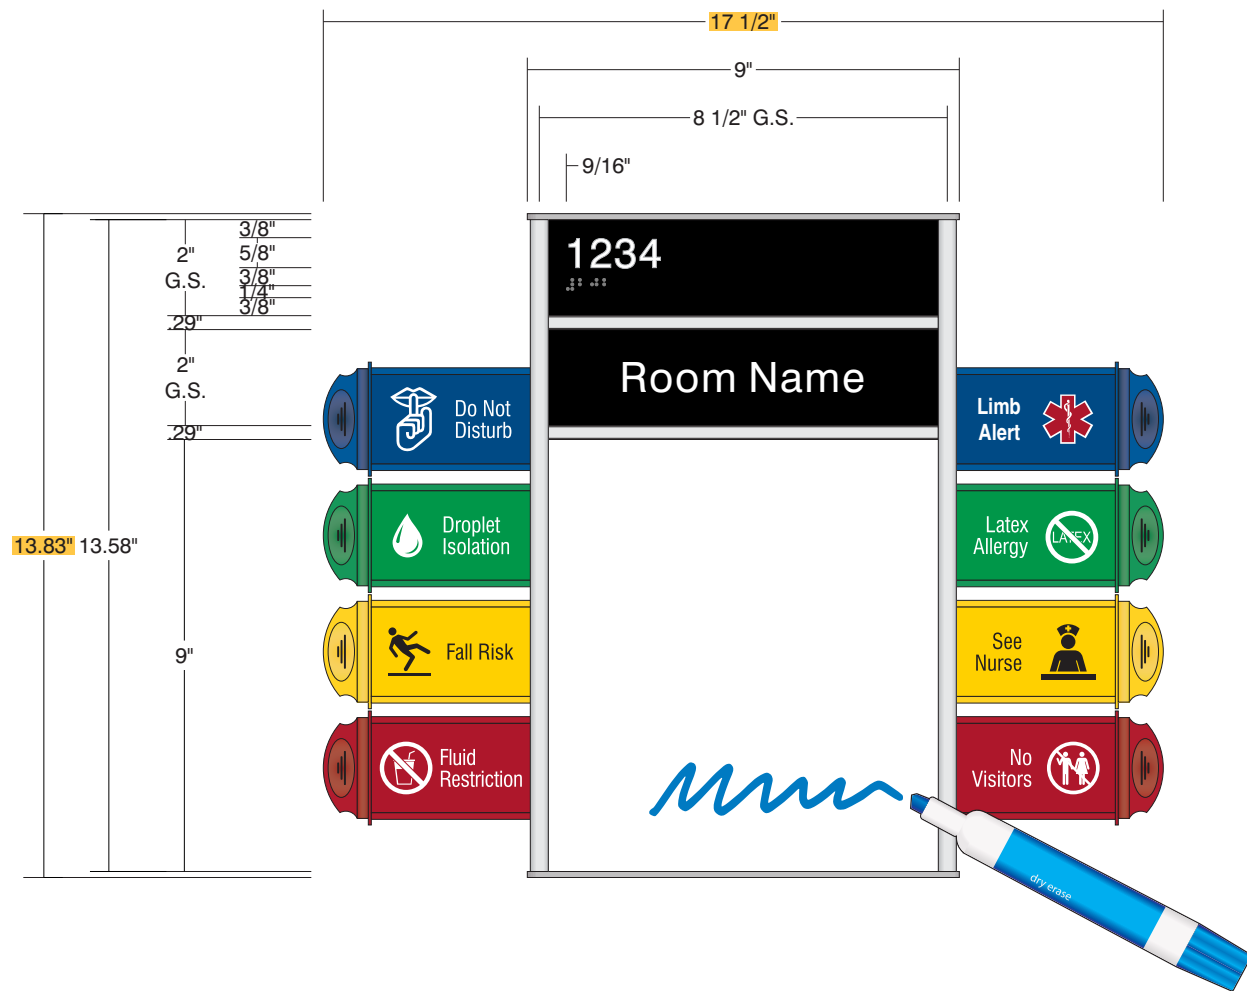 17 1/2"
9"
8 1/2" G.S.
9/16"
3/8"
5/8"
3/8"
1/4"
3/8"
2"
G.S.
.29"
2"
G.S.
.29"
13.83"
13.58"
9"
1234
Room Name
Do Not
Disturb
Limb
Alert
Droplet
Isolation
Latex
Allergy
LATEX
Fall Risk
See
Nurse
Fluid
Restriction
No
Visitors
dry erase